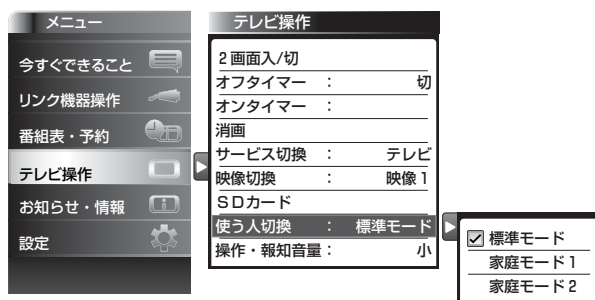 メニュー
今すぐできること
リンク機器操作
番組表・予約
テレビ操作
お知らせ・情報
設定
テレビ操作
2画面入/切
オフタイマー : 切
オンタイマー :
消画
サービス切換 : テレビ
映像切換 : 映像1
SDカード
使う人切換 : 標準モード
操作・報知音量 : 小
標準モード
家庭モード1
家庭モード2